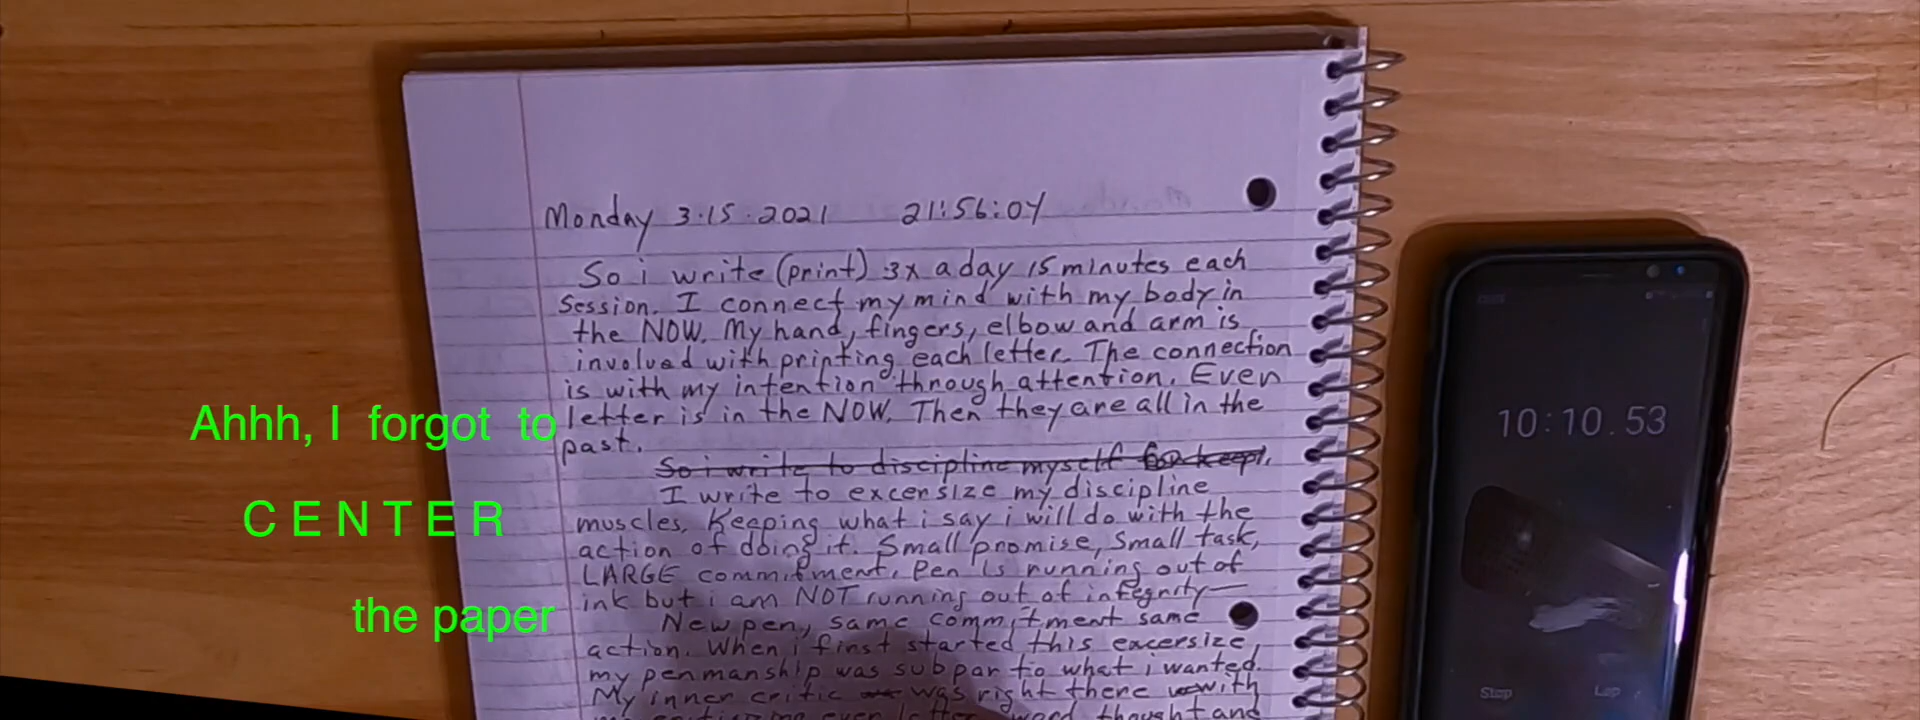 Monday 3.15.2021 21:56:04
So i write (print) 3x a day 15 minutes each
Session. I connect my mind with my body in
the NOW. My hand, fingers, elbow and arm is
involved with printing each letter. The connection
is with my intention through attention. Even
letter is in the NOW. Then they are all in the
past.
So i write to discipline myself for keept.
I write to excersize my discipline
muscles, Keeping what i say i will do with the
action of doing it. Small promise, Small task,
LARGE commitment. Pen is running out of
ink but i am NOT running out of integrity—
New pen, same commitment same
action. When i first started this excersize,
my penmanship was subpar to what i wanted.
My inner critic was right there with
letter word thought and
Ahhh, I forgot to
CENTER
the paper
10:10.53
Stop Lap